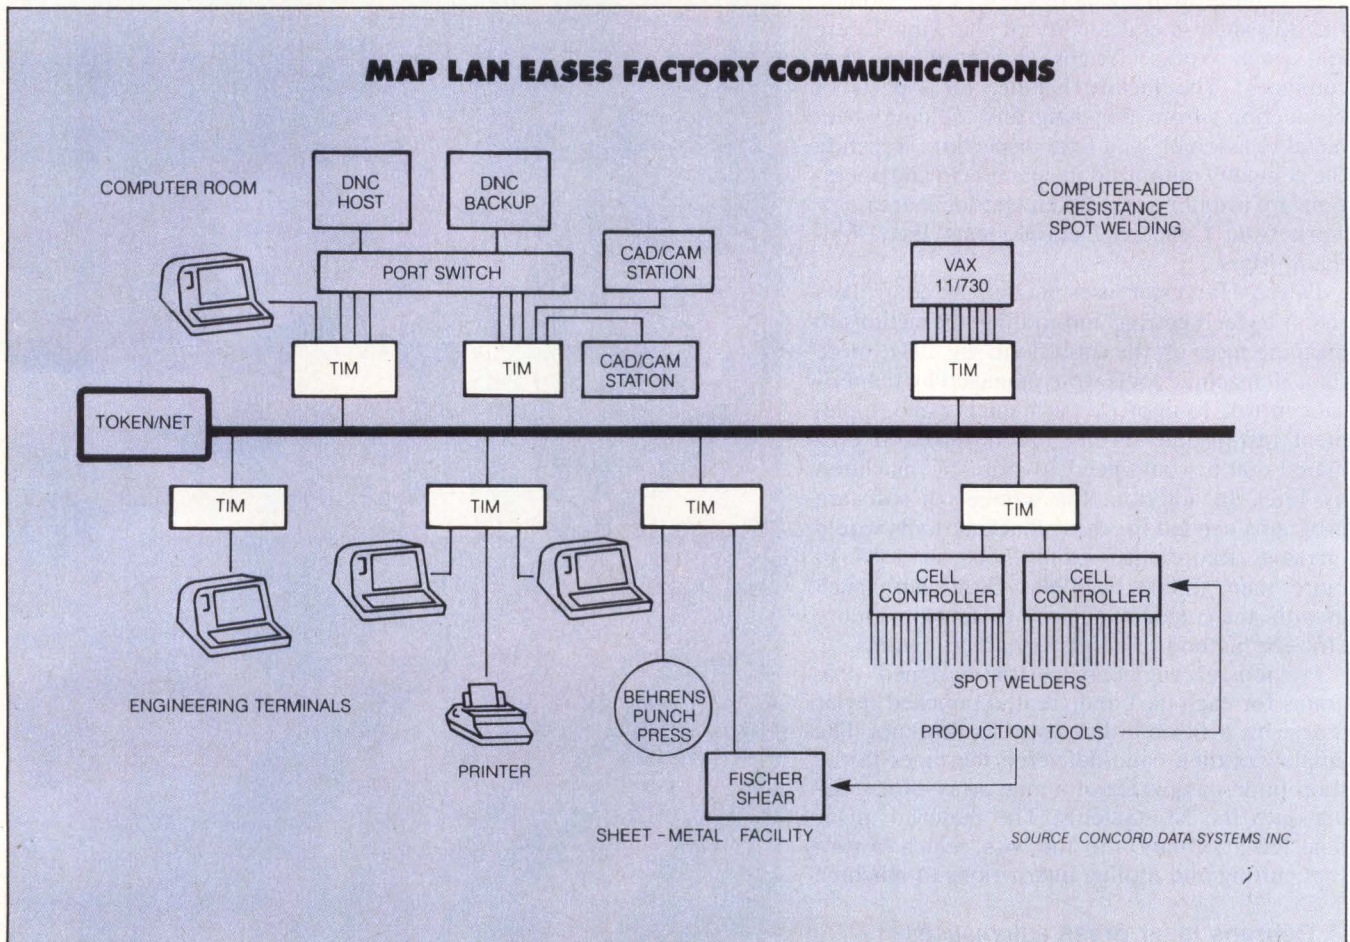 MAP LAN EASES FACTORY COMMUNICATIONS
COMPUTER ROOM
DNC
HOST
DNC
BACKUP
PORT SWITCH
CAD/CAM
STATION
COMPUTER-AIDED
RESISTANCE
SPOT WELDING
VAX
11/730
TIM
TIM
CAD/CAM
STATION
TIM
TOKEN/NET
TIM
TIM
TIM
TIM
CELL
CONTROLLER
CELL
CONTROLLER
SPOT WELDERS
ENGINEERING TERMINALS
PRINTER
BEHRENS
PUNCH
PRESS
PRODUCTION TOOLS
FISCHER
SHEAR
SHEET-METAL FACILITY
SOURCE CONCORD DATA SYSTEMS INC